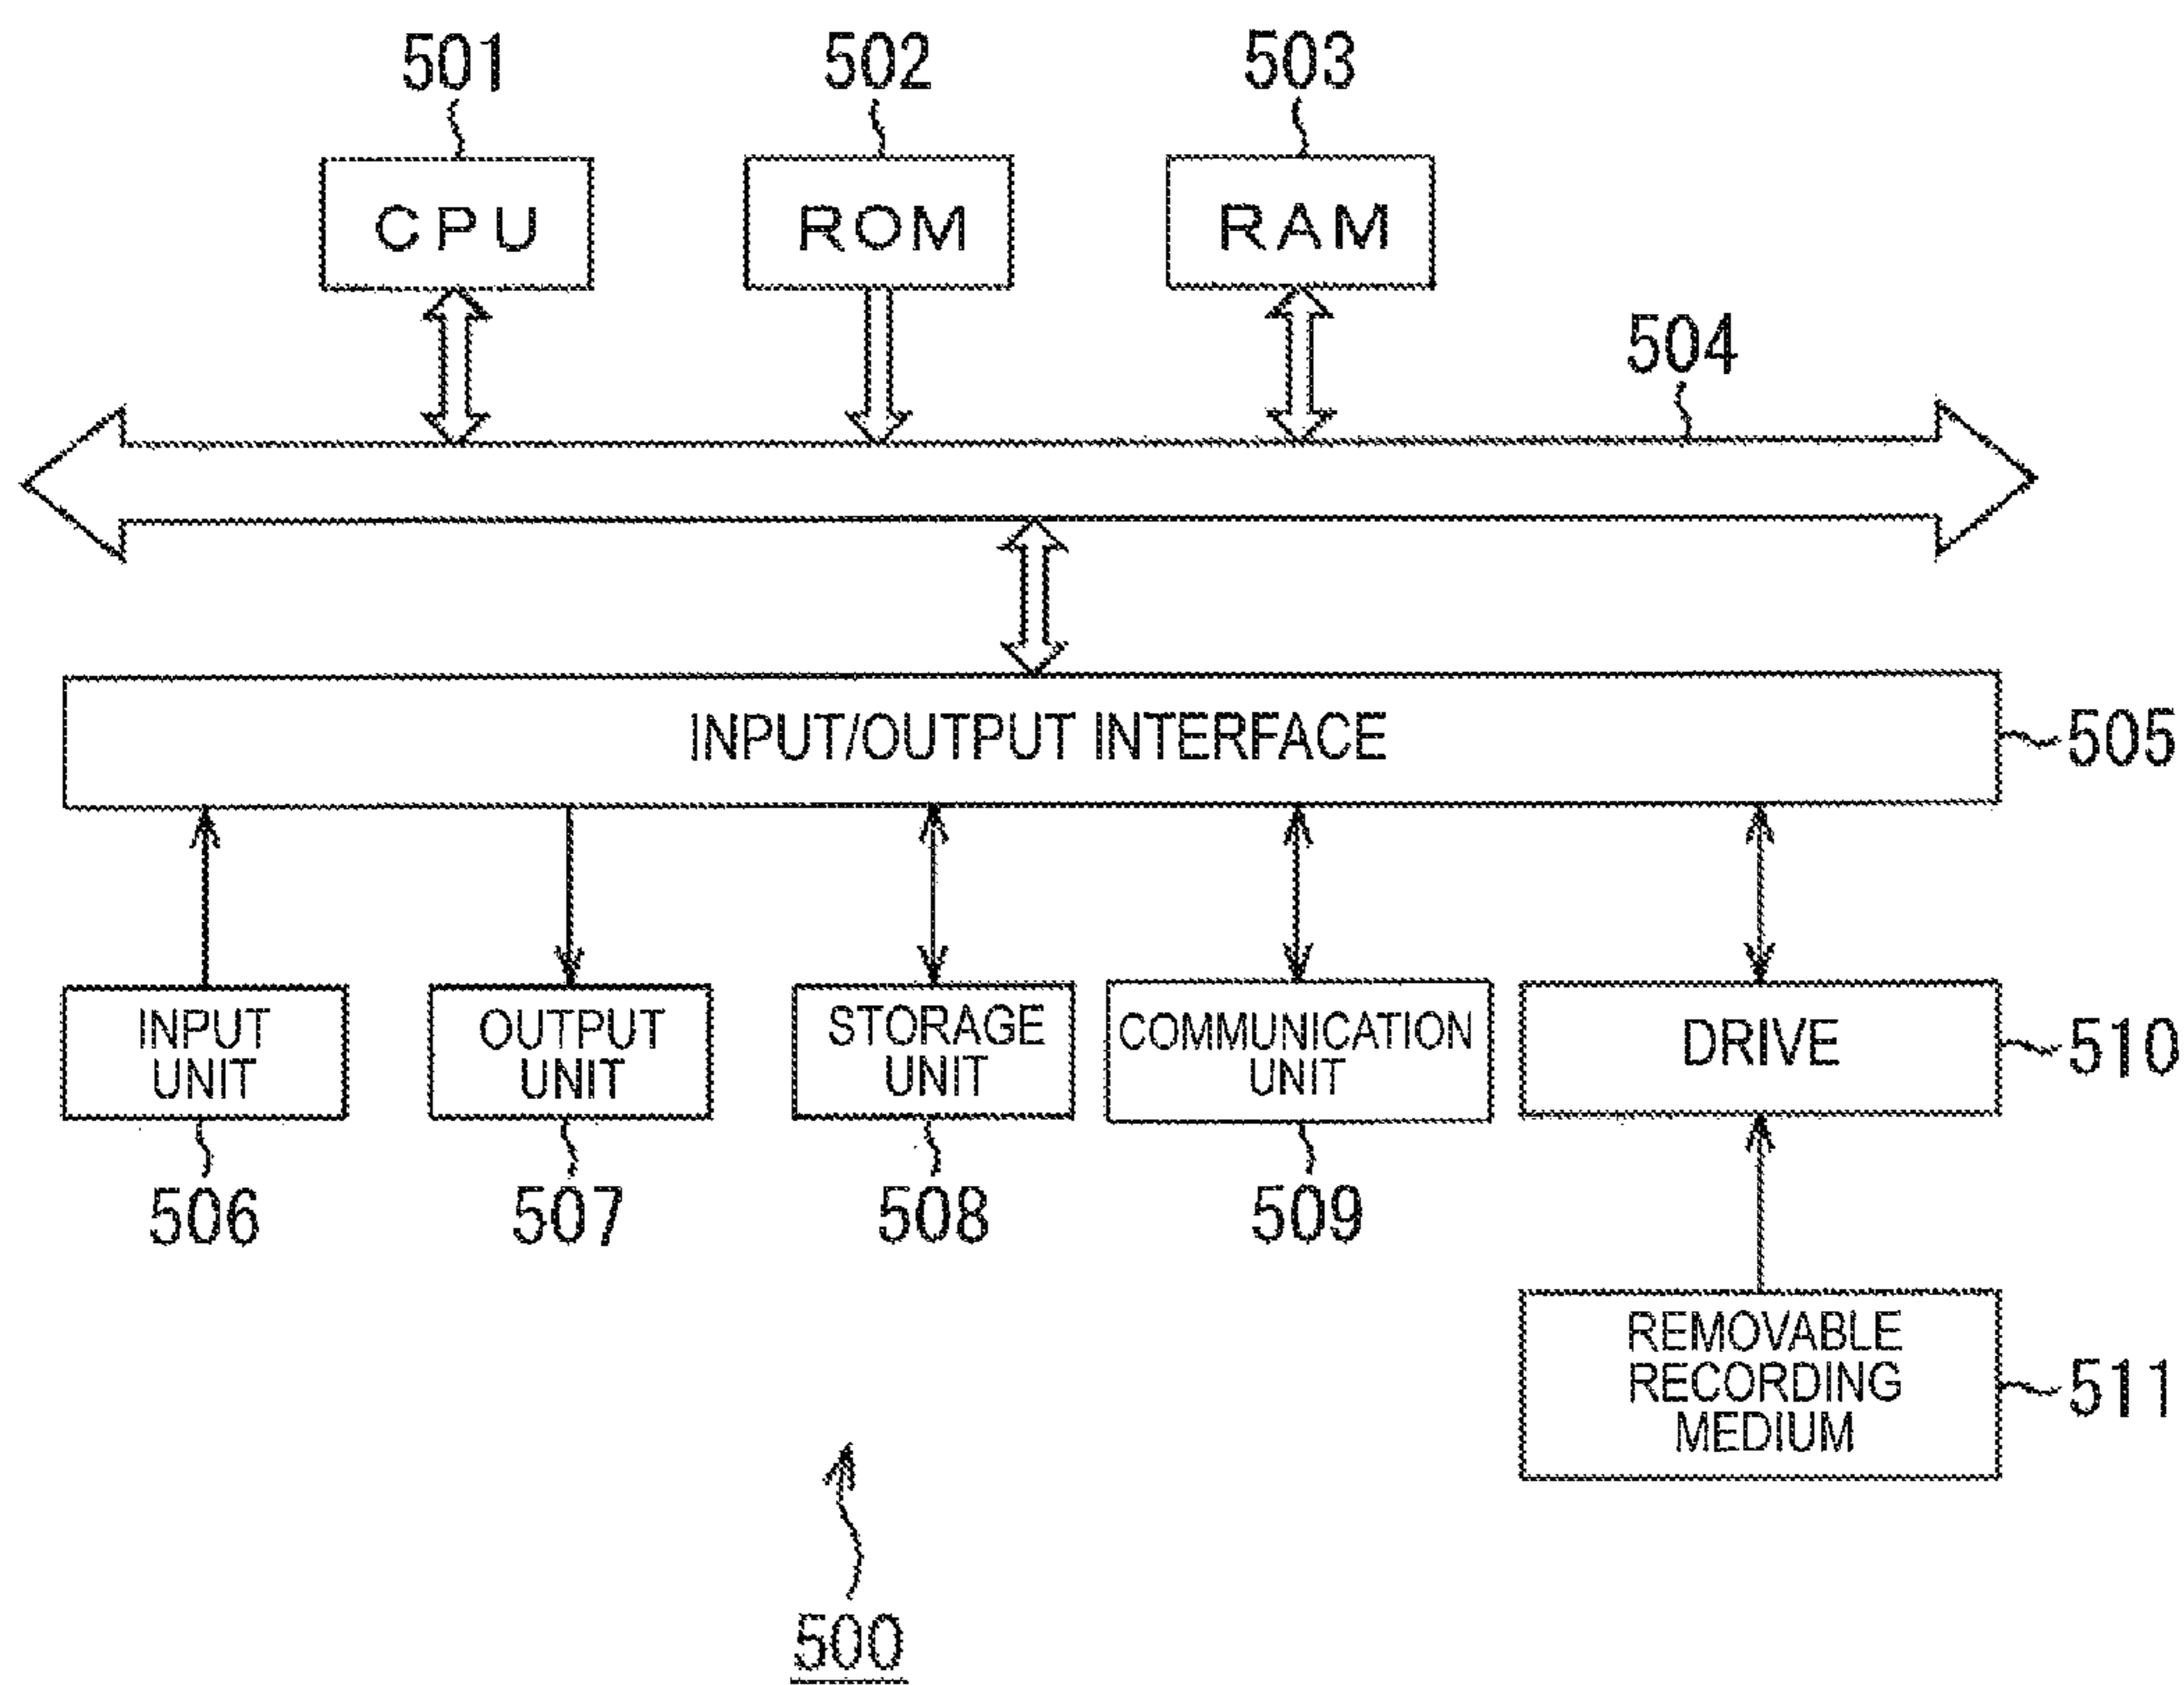 501
502
503
CPU
ROM
RAM
504
INPUT/OUTPUT INTERFACE
505
INPUT
UNIT
OUTPUT
UNIT
STORAGE
UNIT
COMMUNICATION
UNIT
DRIVE
510
506
507
508
509
REMOVABLE
RECORDING
MEDIUM
511
500